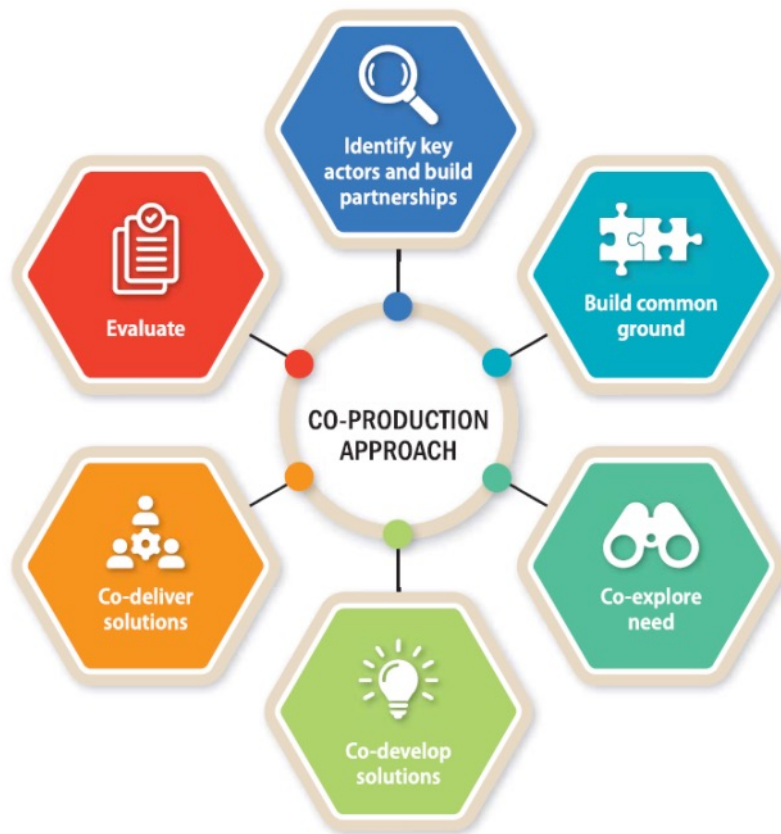 Identify key
actors and build
partnerships
Build common
ground
Co-explore
need
Co-develop
solutions
Co-deliver
solutions
Evaluate
CO-PRODUCTION
APPROACH